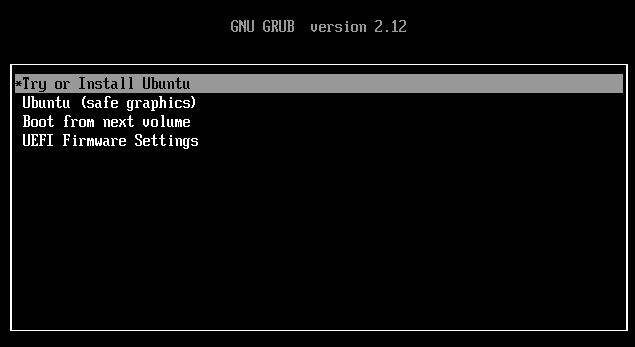 GNU GRUB  version 2.12
*Try or Install Ubuntu
Ubuntu (safe graphics)
Boot from next volume
UEFI Firmware Settings